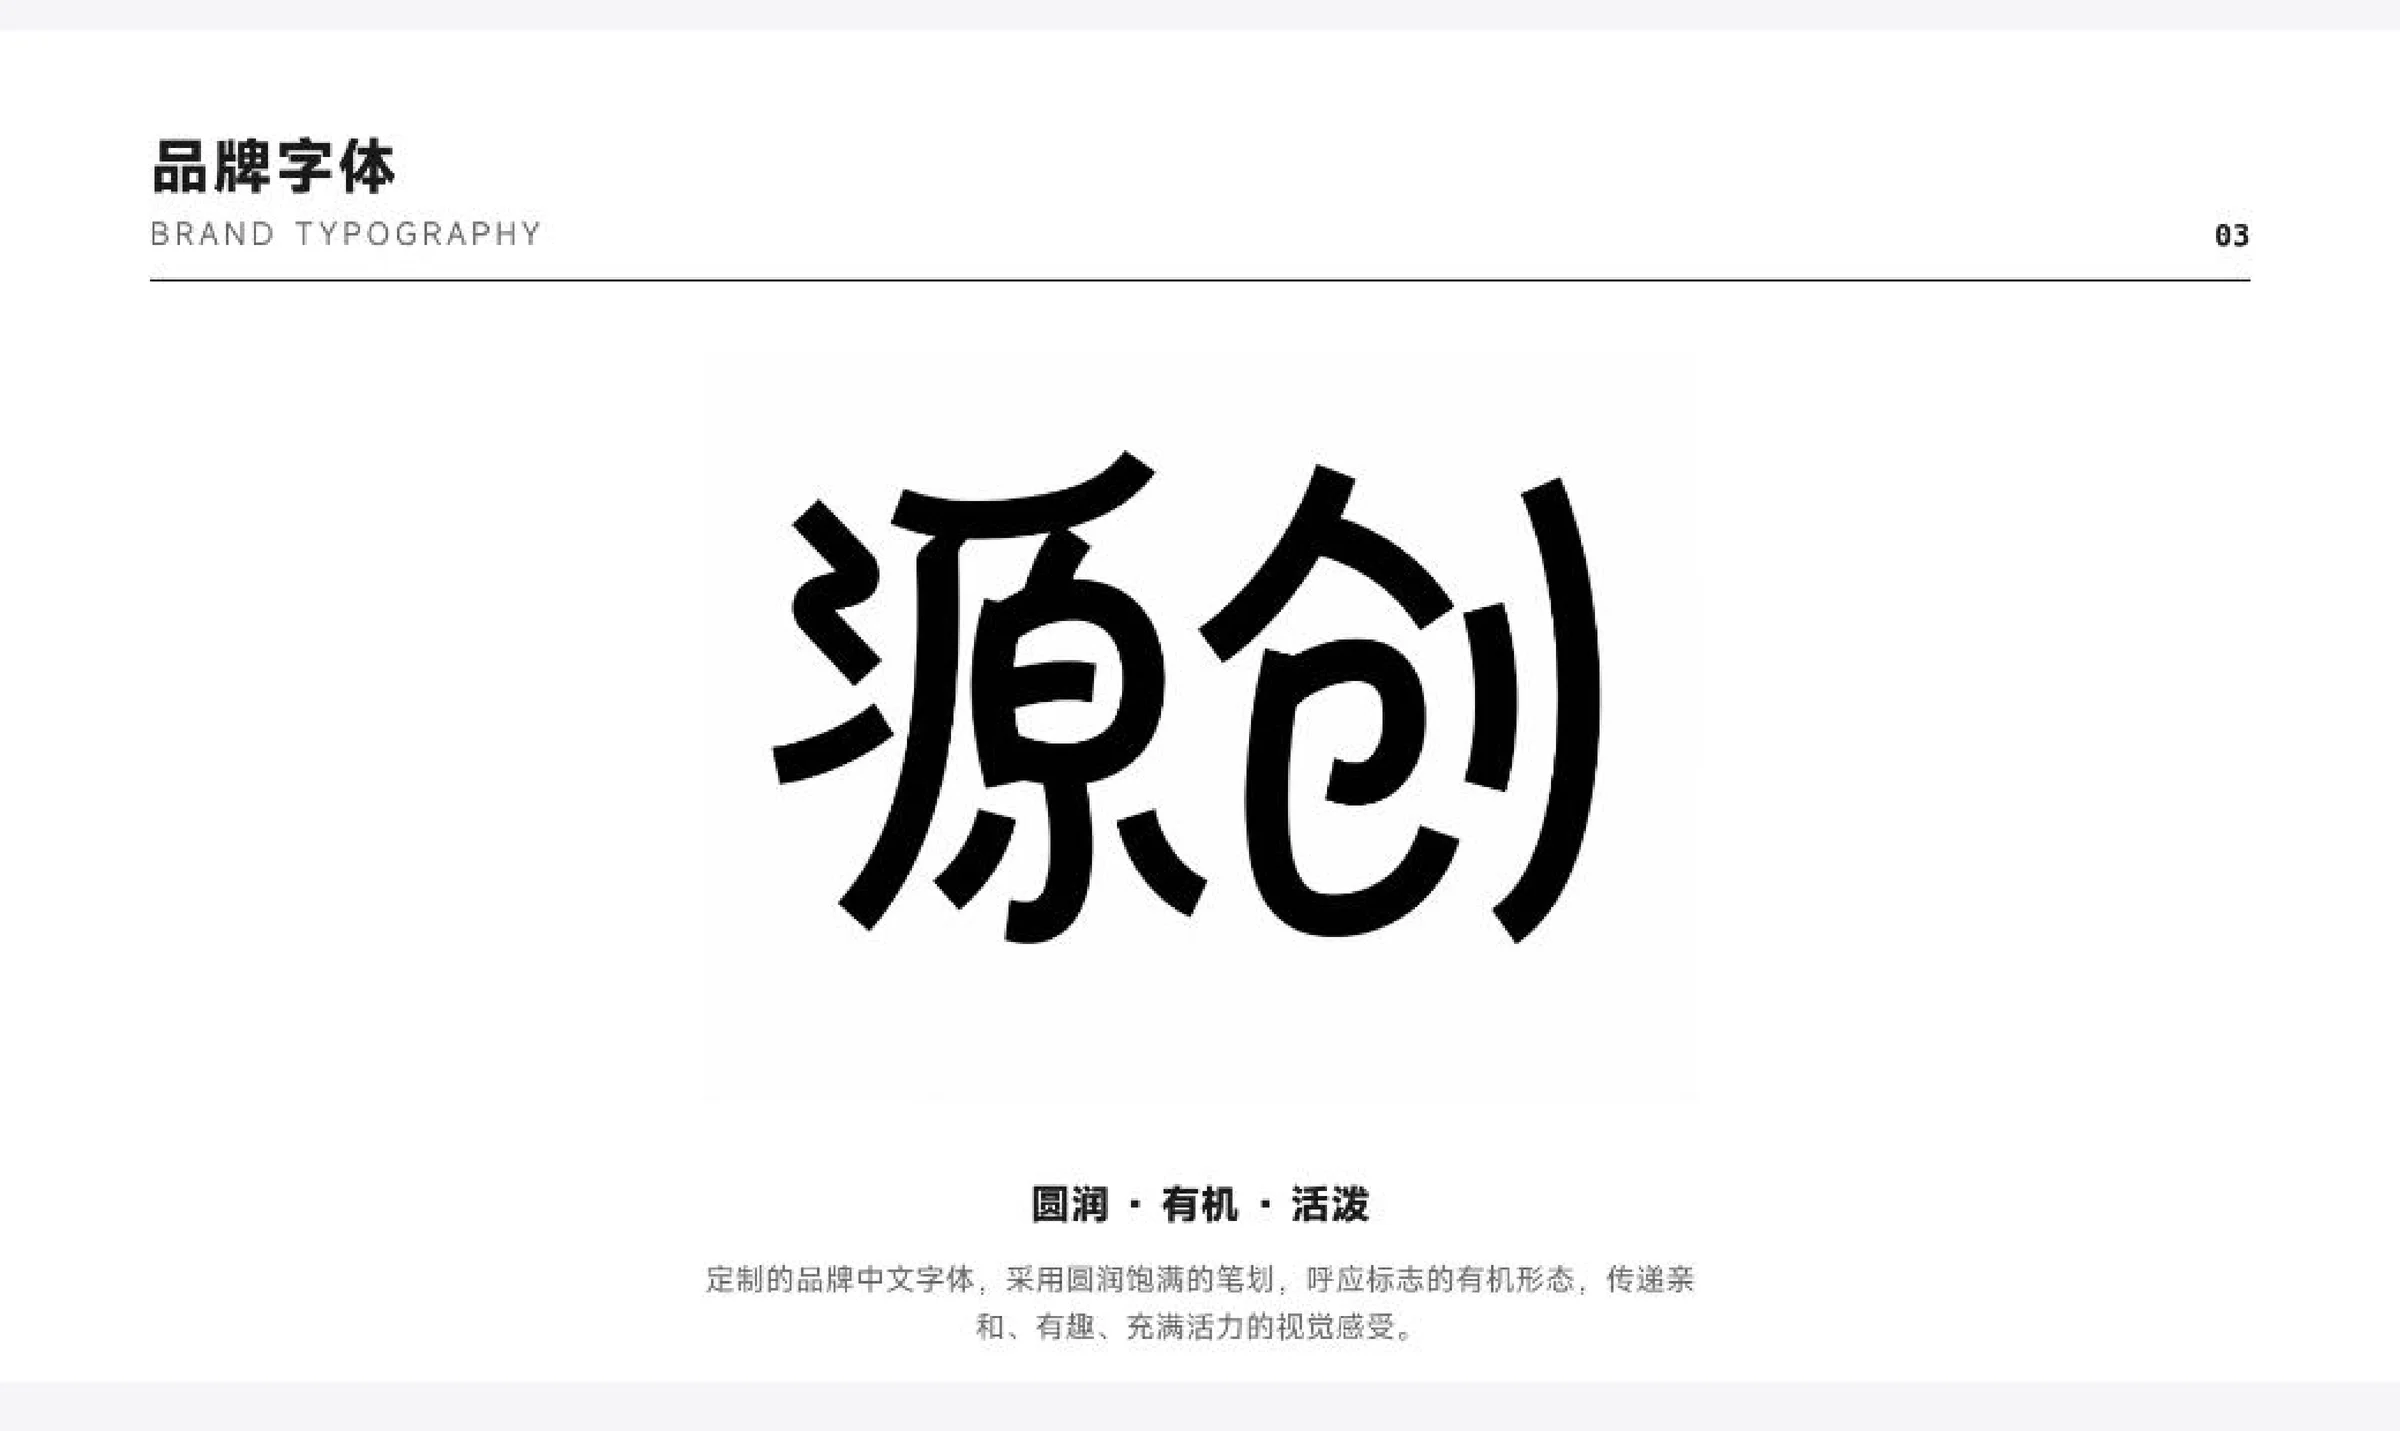 品牌字体
BRAND TYPOGRAPHY
03
源创
圆润 · 有机 · 活泼
定制的品牌中文字体，采用圆润饱满的笔划，呼应标志的有机形态，传递亲
和、有趣、充满活力的视觉感受。